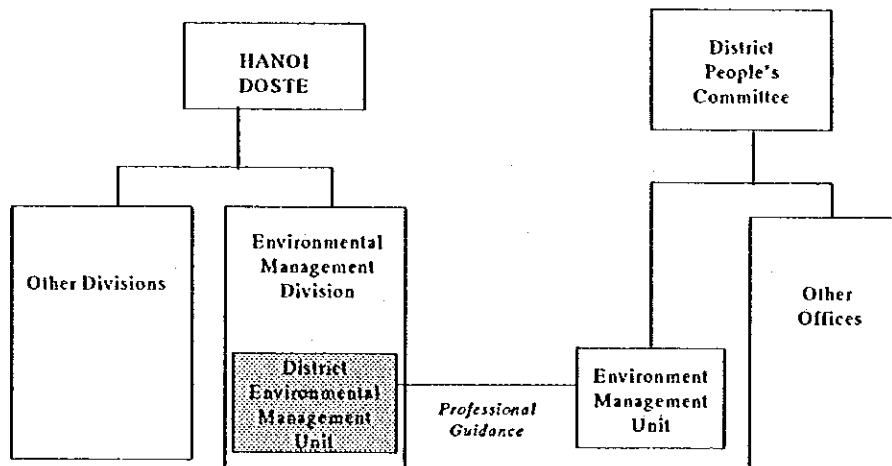 HANOI
DOSTE
District
People's
Committee
Other Divisions
Environmental
Management
Division
District
Environmental
Management
Unit
Professional
Guidance
Environment
Management
Unit
Other
Offices